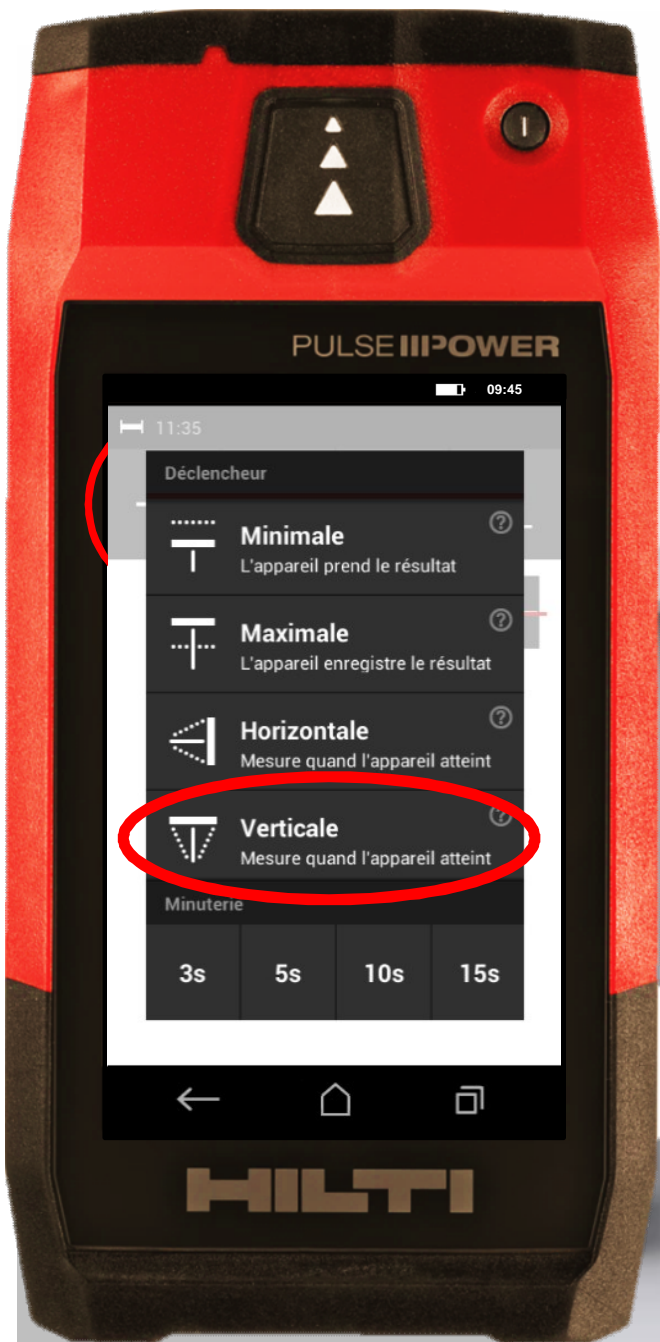 I
PULSE POWER
09:45
11:35
Déclencheur
Minimale
L'appareil prend le résultat
Maximale
L'appareil enregistre le résultat
Horizontale
Mesure quand l'appareil atteint
Verticale
Mesure quand l'appareil atteint
Minuterie
3s 5s 10s 15s
HILTI